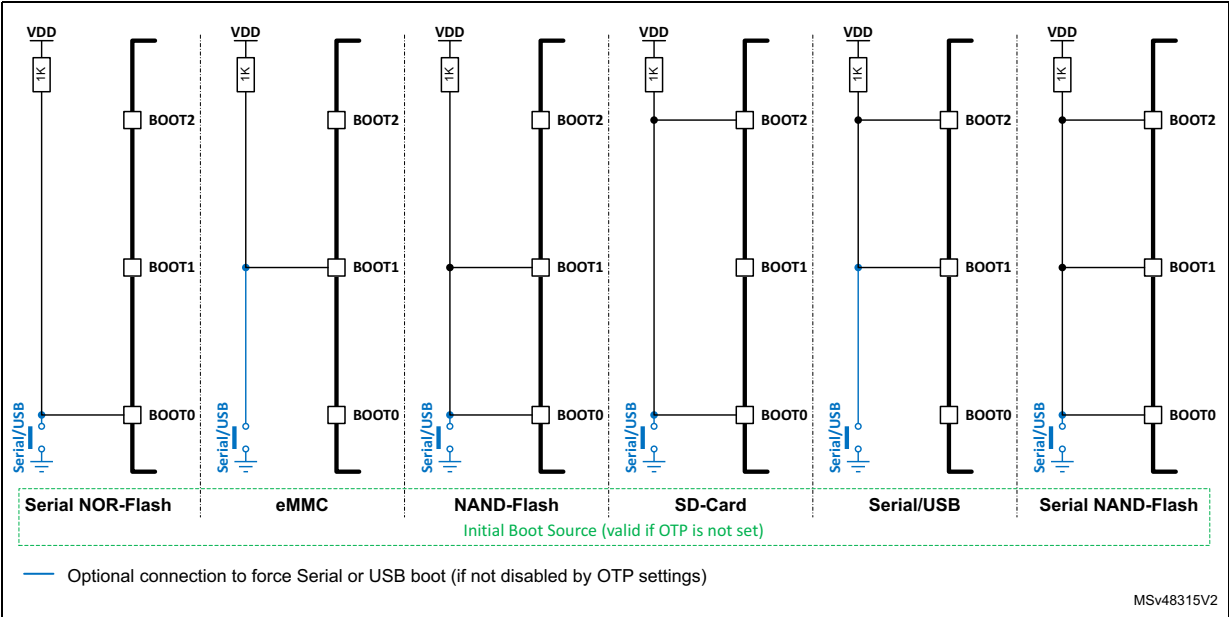 VDD VDD VDD VDD VDD VDD
1K 1K 1K 1K 1K 1K
BOOT2 BOOT2 BOOT2 BOOT2 BOOT2 BOOT2
BOOT1 BOOT1 BOOT1 BOOT1 BOOT1 BOOT1
BOOT0 BOOT0 BOOT0 BOOT0 BOOT0 BOOT0
Serial/USB Serial/USB Serial/USB Serial/USB Serial/USB Serial/USB
Serial NOR-Flash eMMC NAND-Flash SD-Card Serial/USB Serial NAND-Flash
Initial Boot Source (valid if OTP is not set)
Optional connection to force Serial or USB boot (if not disabled by OTP settings)
MSv48315V2